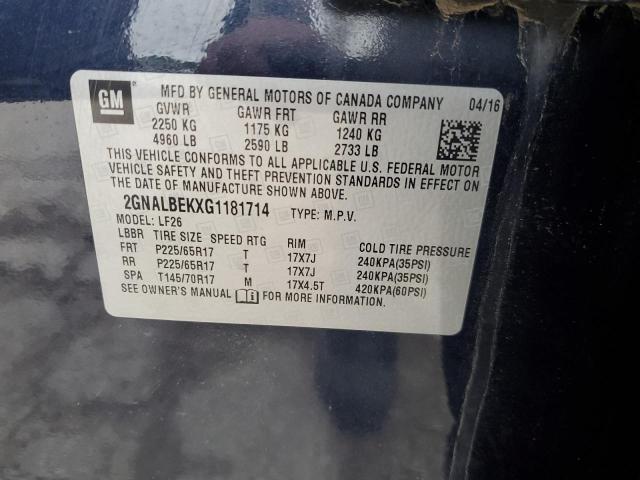 GM MFD BY GENERAL MOTORS OF CANADA COMPANY 04/16
GVWR GAWR FRT GAWR RR
2250 KG 1175 KG 1240 KG
4960 LB 2590 LB 2733 LB
THIS VEHICLE CONFORMS TO ALL APPLICABLE U.S. FEDERAL MOTOR
VEHICLE SAFETY AND THEFT PREVENTION STANDARDS IN EFFECT ON
THE DATE OF MANUFACTURE SHOWN ABOVE.
2GNALBEKXG1181714 TYPE: M.P.V.
MODEL: LF26
LBBR TIRE SIZE SPEED RTG RIM COLD TIRE PRESSURE
FRT P225/65R17 T 17X7J 240KPA(35PSI)
RR P225/65R17 T 17X7J 240KPA(35PSI)
SPA T145/70R17 M 17X4.5T 420KPA(60PSI)
SEE OWNER'S MANUAL FOR MORE INFORMATION.